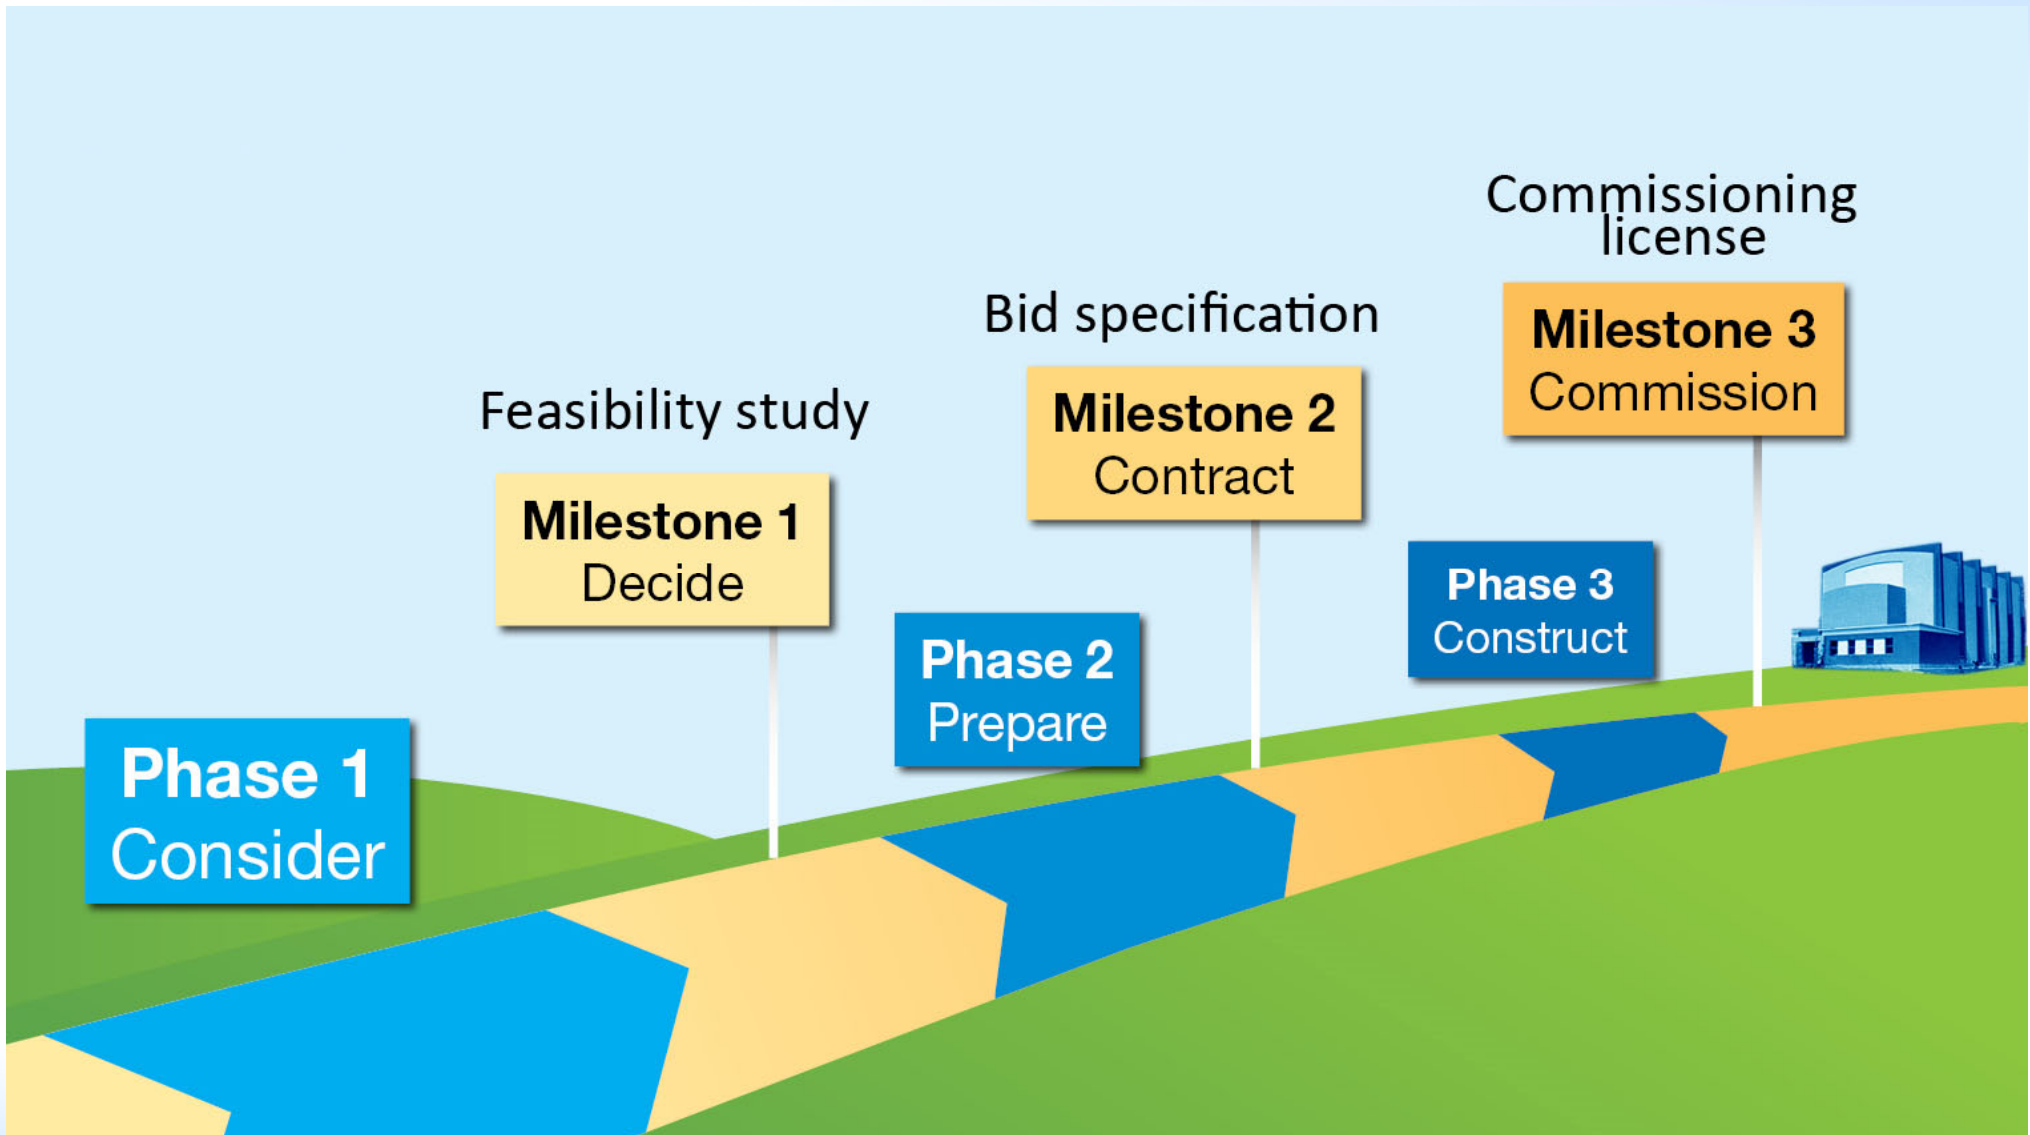 Commissioning
license
Milestone 3
Commission
Bid specification
Milestone 2
Contract
Feasibility study
Milestone 1
Decide
Phase 3
Construct
Phase 2
Prepare
Phase 1
Consider